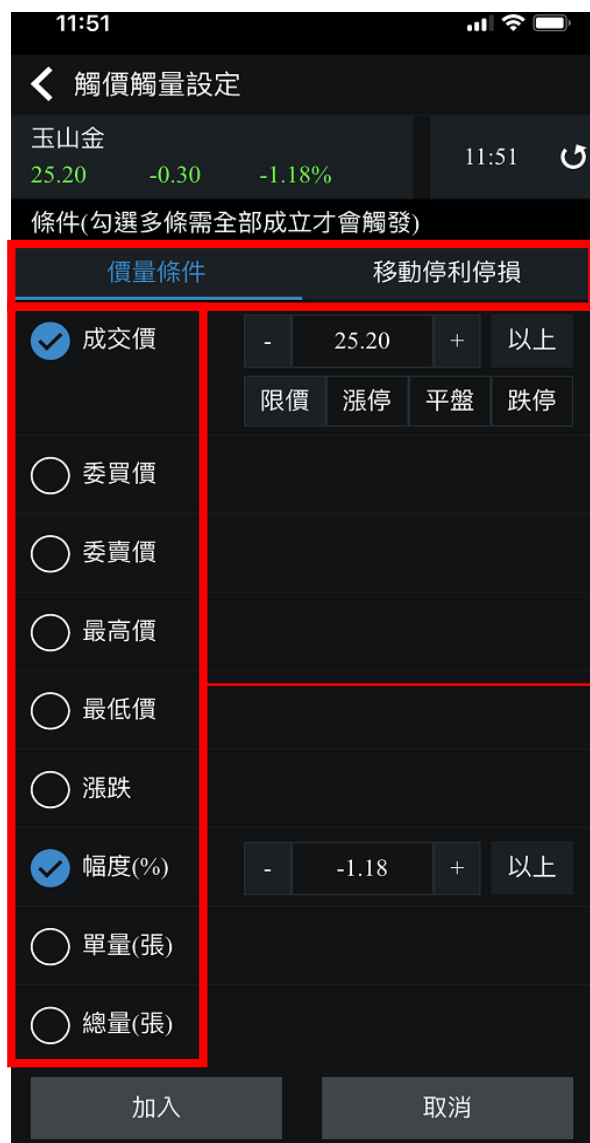 11:51
觸價觸量設定
玉山金
25.20 -0.30 -1.18% 11:51
條件(勾選多條需全部成立才會觸發)
價量條件 移動停利停損
成交價 - 25.20 + 以上
限價 漲停 平盤 跌停
委買價
委賣價
最高價
最低價
漲跌
幅度(%) - -1.18 + 以上
單量(張)
總量(張)
加入 取消